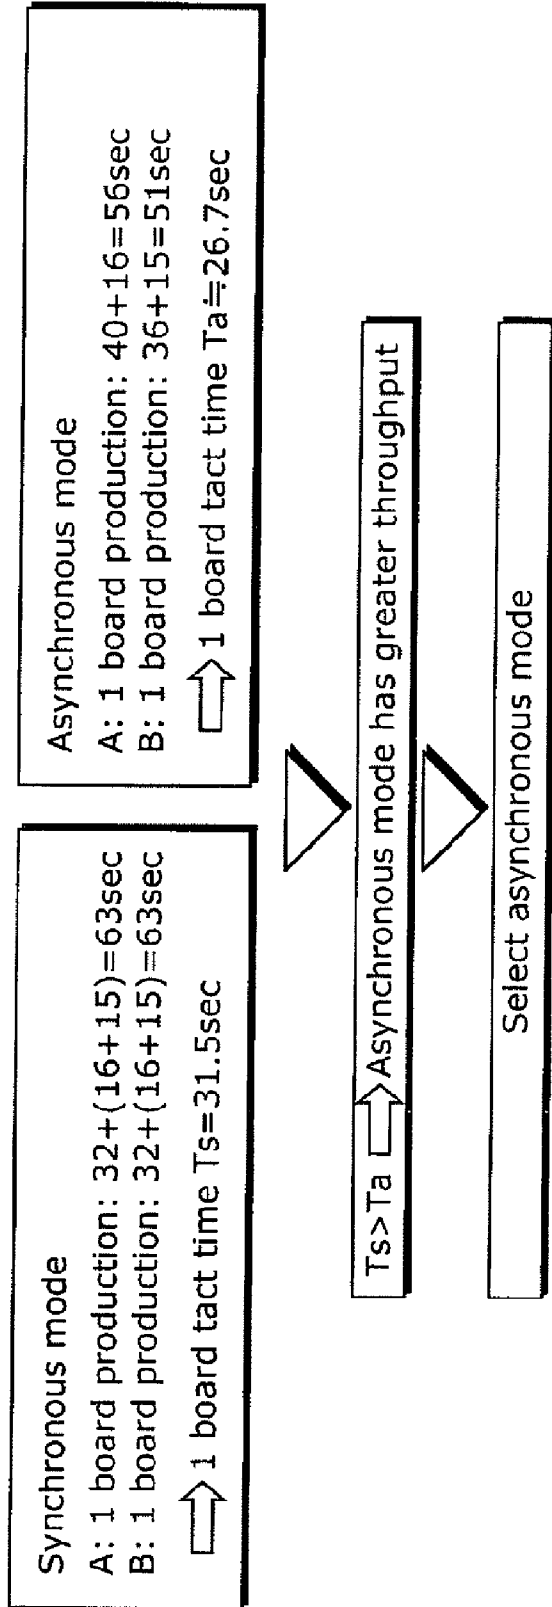 Synchronous mode
A: 1 board production: 32+(16+15)=63sec
B: 1 board production: 32+(16+15)=63sec
1 board tact time Ts=31.5sec
Asynchronous mode
A: 1 board production: 40+16=56sec
B: 1 board production: 36+15=51sec
1 board tact time Ta≒26.7sec
Ts>Ta Asynchronous mode has greater throughput
Select asynchronous mode